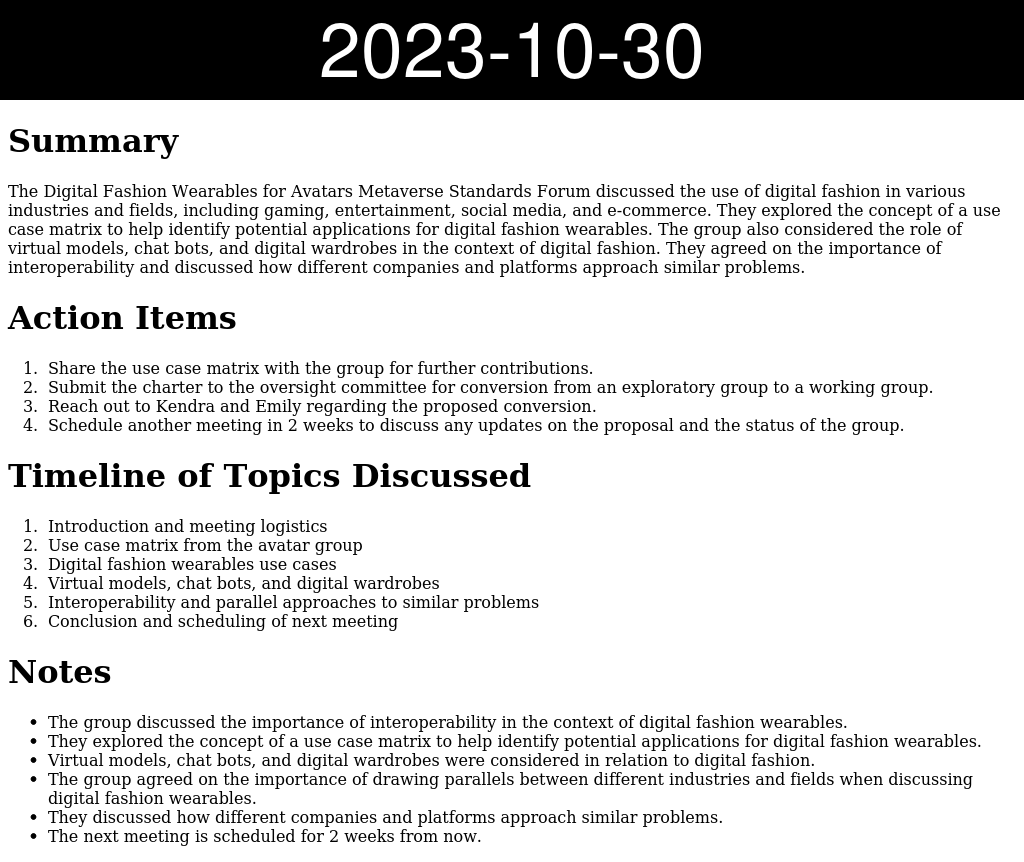 2023-10-30
Summary
The Digital Fashion Wearables for Avatars Metaverse Standards Forum discussed the use of digital fashion in various
industries and fields, including gaming, entertainment, social media, and e-commerce. They explored the concept of a use
case matrix to help identify potential applications for digital fashion wearables. The group also considered the role of
virtual models, chat bots, and digital wardrobes in the context of digital fashion. They agreed on the importance of
interoperability and discussed how different companies and platforms approach similar problems.
Action Items
1. Share the use case matrix with the group for further contributions.
2. Submit the charter to the oversight committee for conversion from an exploratory group to a working group.
3. Reach out to Kendra and Emily regarding the proposed conversion.
4. Schedule another meeting in 2 weeks to discuss any updates on the proposal and the status of the group.
Timeline of Topics Discussed
1. Introduction and meeting logistics
2. Use case matrix from the avatar group
3. Digital fashion wearables use cases
4. Virtual models, chat bots, and digital wardrobes
5. Interoperability and parallel approaches to similar problems
6. Conclusion and scheduling of next meeting
Notes
• The group discussed the importance of interoperability in the context of digital fashion wearables.
• They explored the concept of a use case matrix to help identify potential applications for digital fashion wearables.
• Virtual models, chat bots, and digital wardrobes were considered in relation to digital fashion.
• The group agreed on the importance of drawing parallels between different industries and fields when discussing
digital fashion wearables.
• They discussed how different companies and platforms approach similar problems.
• The next meeting is scheduled for 2 weeks from now.